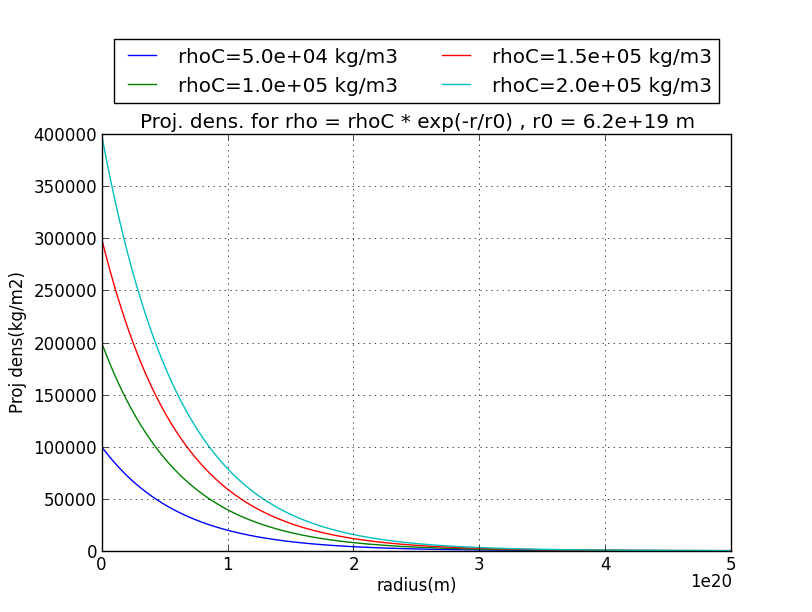 rhoC=5.0e+04 kg/m3 rhoC=1.5e+05 kg/m3
rhoC=1.0e+05 kg/m3 rhoC=2.0e+05 kg/m3
Proj. dens. for rho = rhoC * exp(-r/r0) , r0 = 6.2e+19 m
400000
350000
300000
250000
200000
150000
100000
50000
0
Proj dens(kg/m2)
0 1 2 3 4 5
1e20
radius(m)